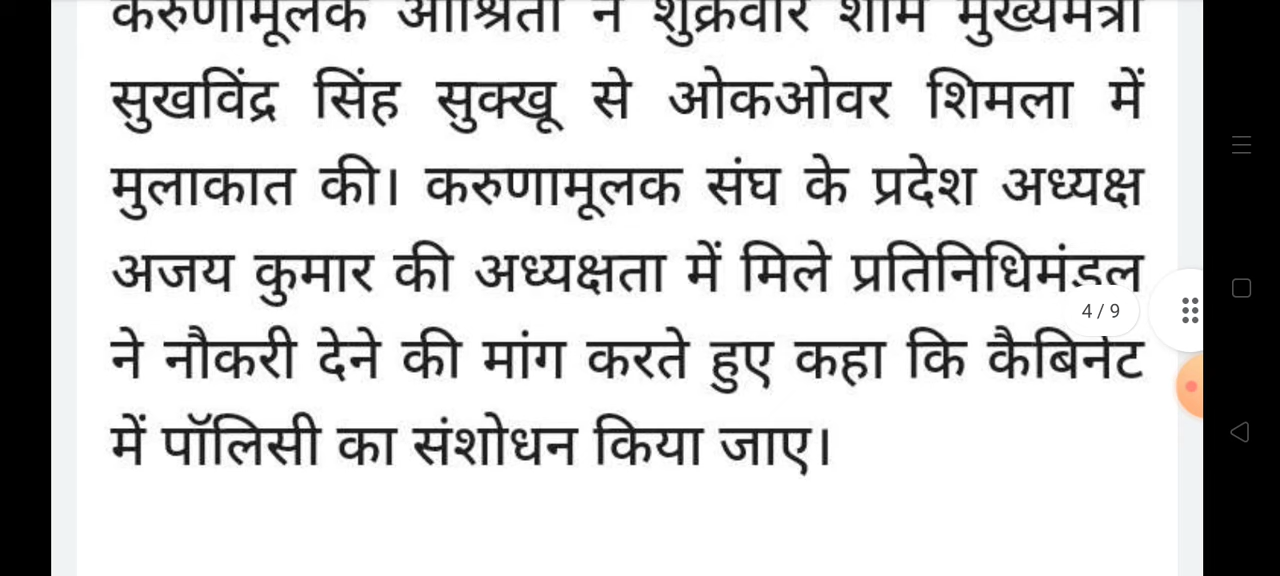 करुणामूलक आश्रितों ने शुक्रवार शाम मुख्यमंत्री
सुखविंद्र सिंह सुक्खू से ओकओवर शिमला में
मुलाकात की। करुणामूलक संघ के प्रदेश अध्यक्ष
अजय कुमार की अध्यक्षता में मिले प्रतिनिधिमंडल
4 / 9
ने नौकरी देने की मांग करते हुए कहा कि कैबिनेट
में पॉलिसी का संशोधन किया जाए।